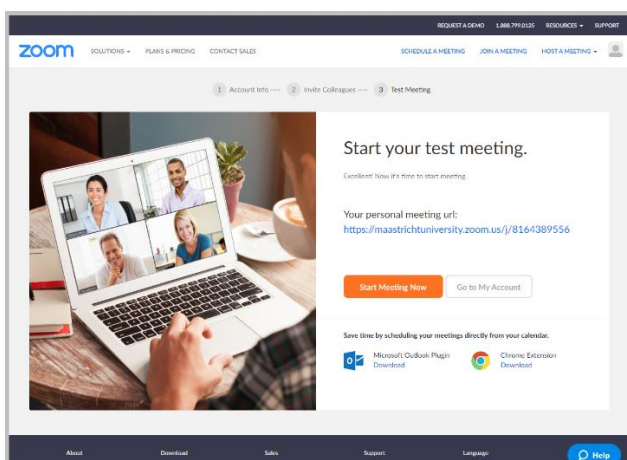 REQUEST A DEMO 1.888.799.0125 RESOURCES SUPPORT
zoom SOLUTIONS PLANS & PRICING CONTACT SALES SCHEDULE A MEETING JOIN A MEETING HOST A MEETING
1 Account Info 2 Invite Colleagues 3 Test Meeting
Start your test meeting.
Excellent! Now it's time to start meeting.
Your personal meeting url:
https://maastrichtuniversity.zoom.us/j/8164389556
Start Meeting Now Go to My Account
Save time by scheduling your meetings directly from your calendar.
Microsoft Outlook Plugin Chrome Extension
Download Download
About Download Sales Support Language
Help